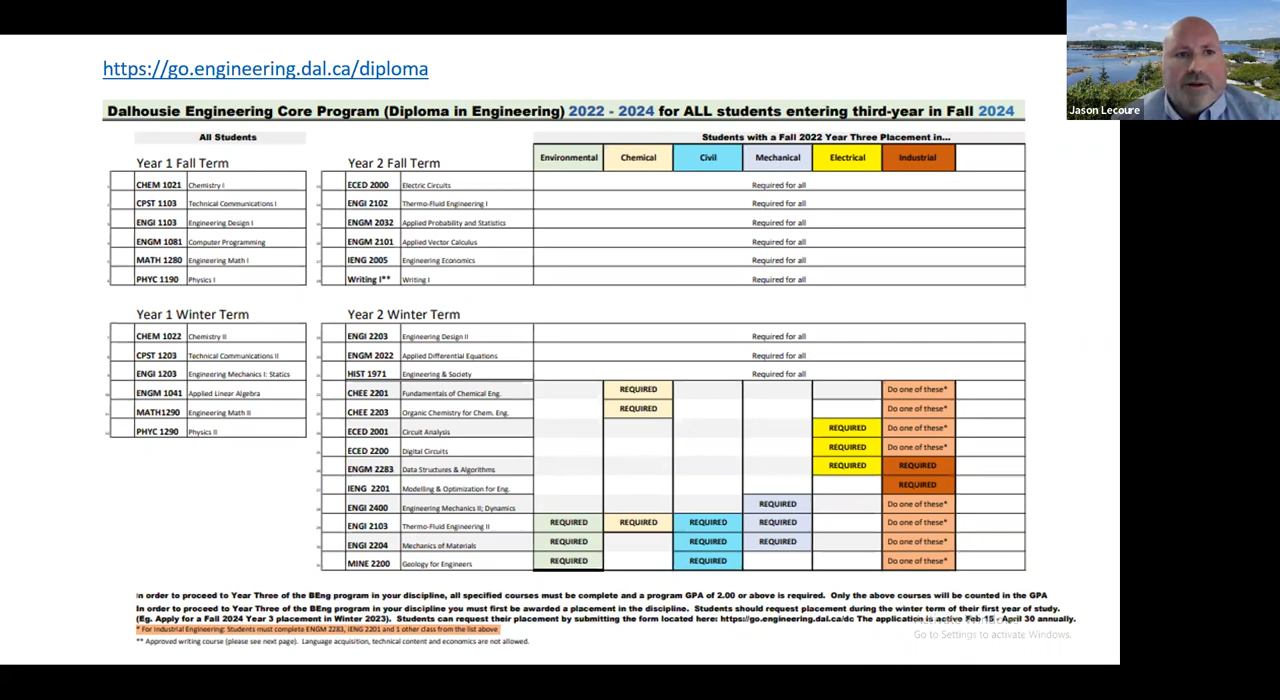 https://go.engineering.dal.ca/diploma
Jason Lecoure
Dalhousie Engineering Core Program (Diploma in Engineering) 2022 - 2024 for ALL students entering third-year in Fall 2024
All Students
Students with a Fall 2022 Year Three Placement in...
Year 1 Fall Term
Year 2 Fall Term
Environmental Chemical Civil Mechanical Electrical Industrial
CHEM 1021 Chemistry I ECED 2000 Electric Circuits Required for all
CPST 1103 Technical Communications I ENGI 2102 Thermo-Fluid Engineering I Required for all
ENGI 1103 Engineering Design I ENGM 2032 Applied Probability and Statistics Required for all
ENGM 1081 Computer Programming ENGM 2101 Applied Vector Calculus Required for all
MATH 1280 Engineering Math I IENG 2005 Engineering Economics Required for all
PHYC 1190 Physics I Writing I** Writing I Required for all
Year 1 Winter Term
Year 2 Winter Term
CHEM 1022 Chemistry II ENGI 2203 Engineering Design II Required for all
CPST 1203 Technical Communications II ENGM 2022 Applied Differential Equations Required for all
ENGI 1203 Engineering Mechanics I: Statics HIST 1971 Engineering & Society Required for all
ENGM 1041 Applied Linear Algebra CHEE 2201 Fundamentals of Chemical Eng. REQUIRED Do one of these*
MATH1290 Engineering Math II CHEE 2203 Organic Chemistry for Chem. Eng. REQUIRED Do one of these*
PHYC 1290 Physics II ECED 2001 Circuit Analysis REQUIRED Do one of these*
ECED 2200 Digital Circuits REQUIRED Do one of these*
ENGM 2283 Data Structures & Algorithms REQUIRED REQUIRED
IENG 2201 Modelling & Optimization for Eng. REQUIRED
ENGI 2400 Engineering Mechanics II; Dynamics REQUIRED Do one of these*
ENGI 2103 Thermo-Fluid Engineering II REQUIRED REQUIRED REQUIRED REQUIRED Do one of these*
ENGI 2204 Mechanics of Materials REQUIRED REQUIRED REQUIRED Do one of these*
MINE 2200 Geology for Engineers REQUIRED REQUIRED Do one of these*
In order to proceed to Year Three of the BEng program in your discipline, all specified courses must be complete and a program GPA of 2.00 or above is required. Only the above courses will be counted in the GPA
In order to proceed to Year Three of the BEng program in your discipline you must first be awarded a placement in the discipline. Students should request placement during the winter term of their first year of study.
(Eg. Apply for a Fall 2024 Year 3 placement in Winter 2023). Students can request their placement by submitting the form located here: https://go.engineering.dal.ca/dc The application is active Feb 15 - April 30 annually.
* For Industrial Engineering: Students must complete ENGM 2283, IENG 2201 and 1 other class from the list above
** Approved writing course (please see next page). Language acquisition, technical content and economics are not allowed.
Activate Windows
Go to Settings to activate Windows.